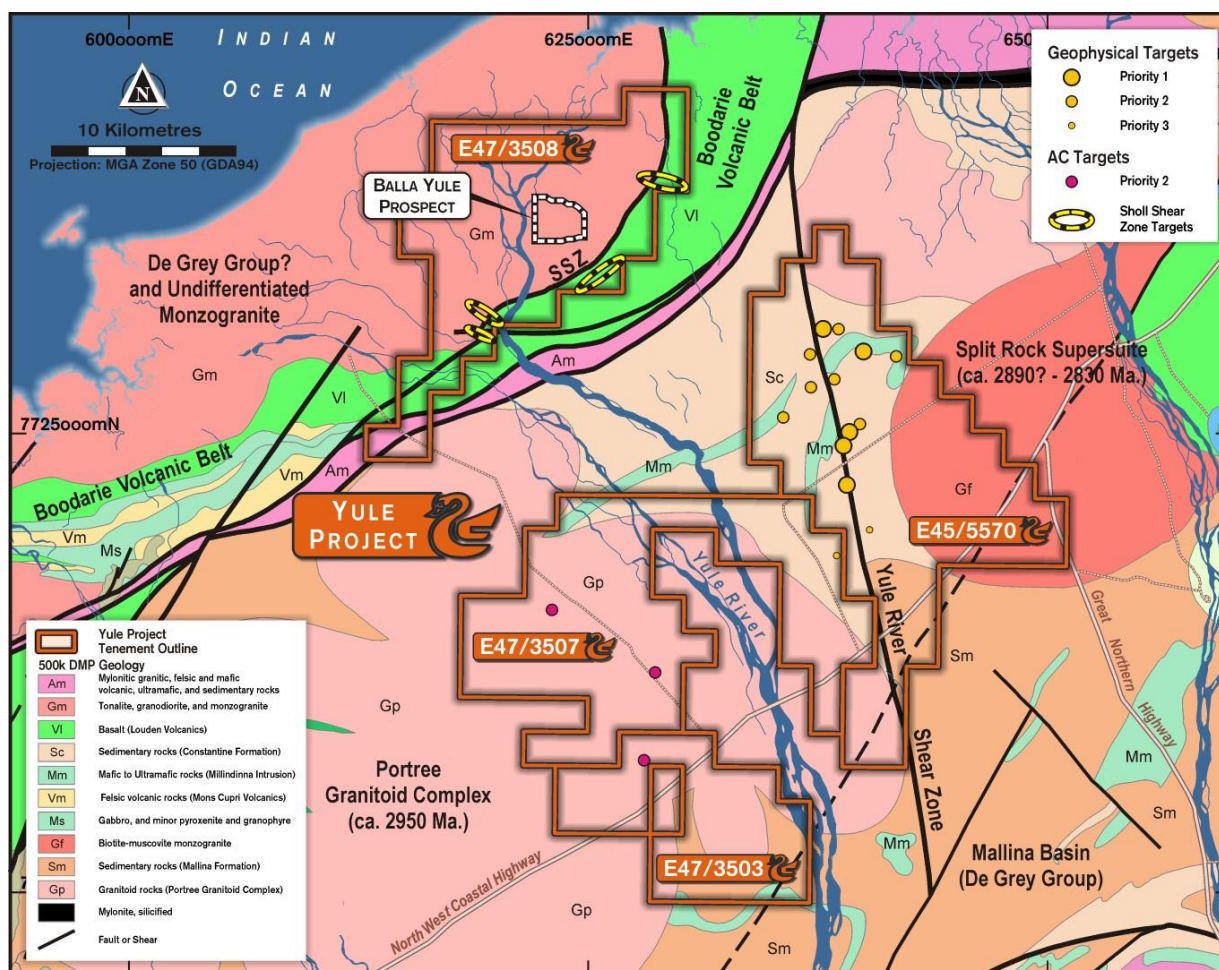 600000mE
625000mE
650
INDIAN
OCEAN
N
10 Kilometres
Projection: MGA Zone 50 (GDA94)
Geophysical Targets
Priority 1
Priority 2
Priority 3
AC Targets
Priority 2
Sholl Shear
Zone Targets
E47/3508
BALLA YULE
PROSPECT
Gm
SSZ
Vl
Boodarie
Volcanic Belt
De Grey Group?
and Undifferentiated
Monzogranite
Gm
Vl
Am
Sc
Split Rock Supersuite
(ca. 2890? - 2830 Ma.)
7725000mN
Boodarie Volcanic Belt
Vm
Am
Vm
Ms
Mm
Mm
Gf
YULE
PROJECT
E45/5570
Gp
Yule River
Yule River
Shear Zone
Great Northern
Highway
E47/3507
Gp
Sm
Mm
Sm
Portree
Granitoid Complex
(ca. 2950 Ma.)
Mm
Mallina Basin
(De Grey Group)
E47/3503
North West Coastal Highway
Gp
Sm
Yule Project
Tenement Outline
500k DMP Geology
Am Mylonitic granitic, felsic and mafic
volcanic, ultramafic, and sedimentary rocks
Gm Tonalite, granodiorite, and monzogranite
Vl Basalt (Louden Volcanics)
Sc Sedimentary rocks (Constantine Formation)
Mm Mafic to Ultramafic rocks (Millindinna Intrusion)
Vm Felsic volcanic rocks (Mons Cupri Volcanics)
Ms Gabbro, and minor pyroxenite and granophyre
Gf Biotite-muscovite monzogranite
Sm Sedimentary rocks (Mallina Formation)
Gp Granitoid rocks (Portree Granitoid Complex)
Mylonite, silicified
Fault or Shear